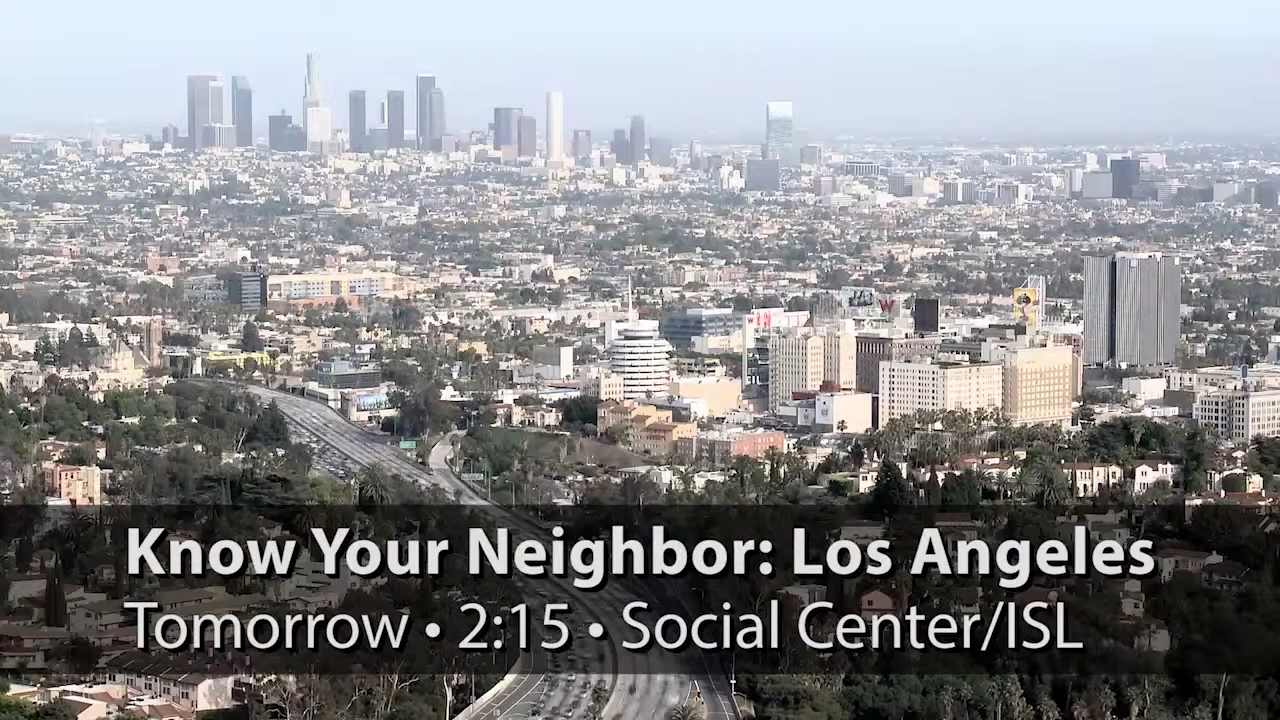 Know Your Neighbor: Los Angeles
Tomorrow • 2:15 • Social Center/ISL